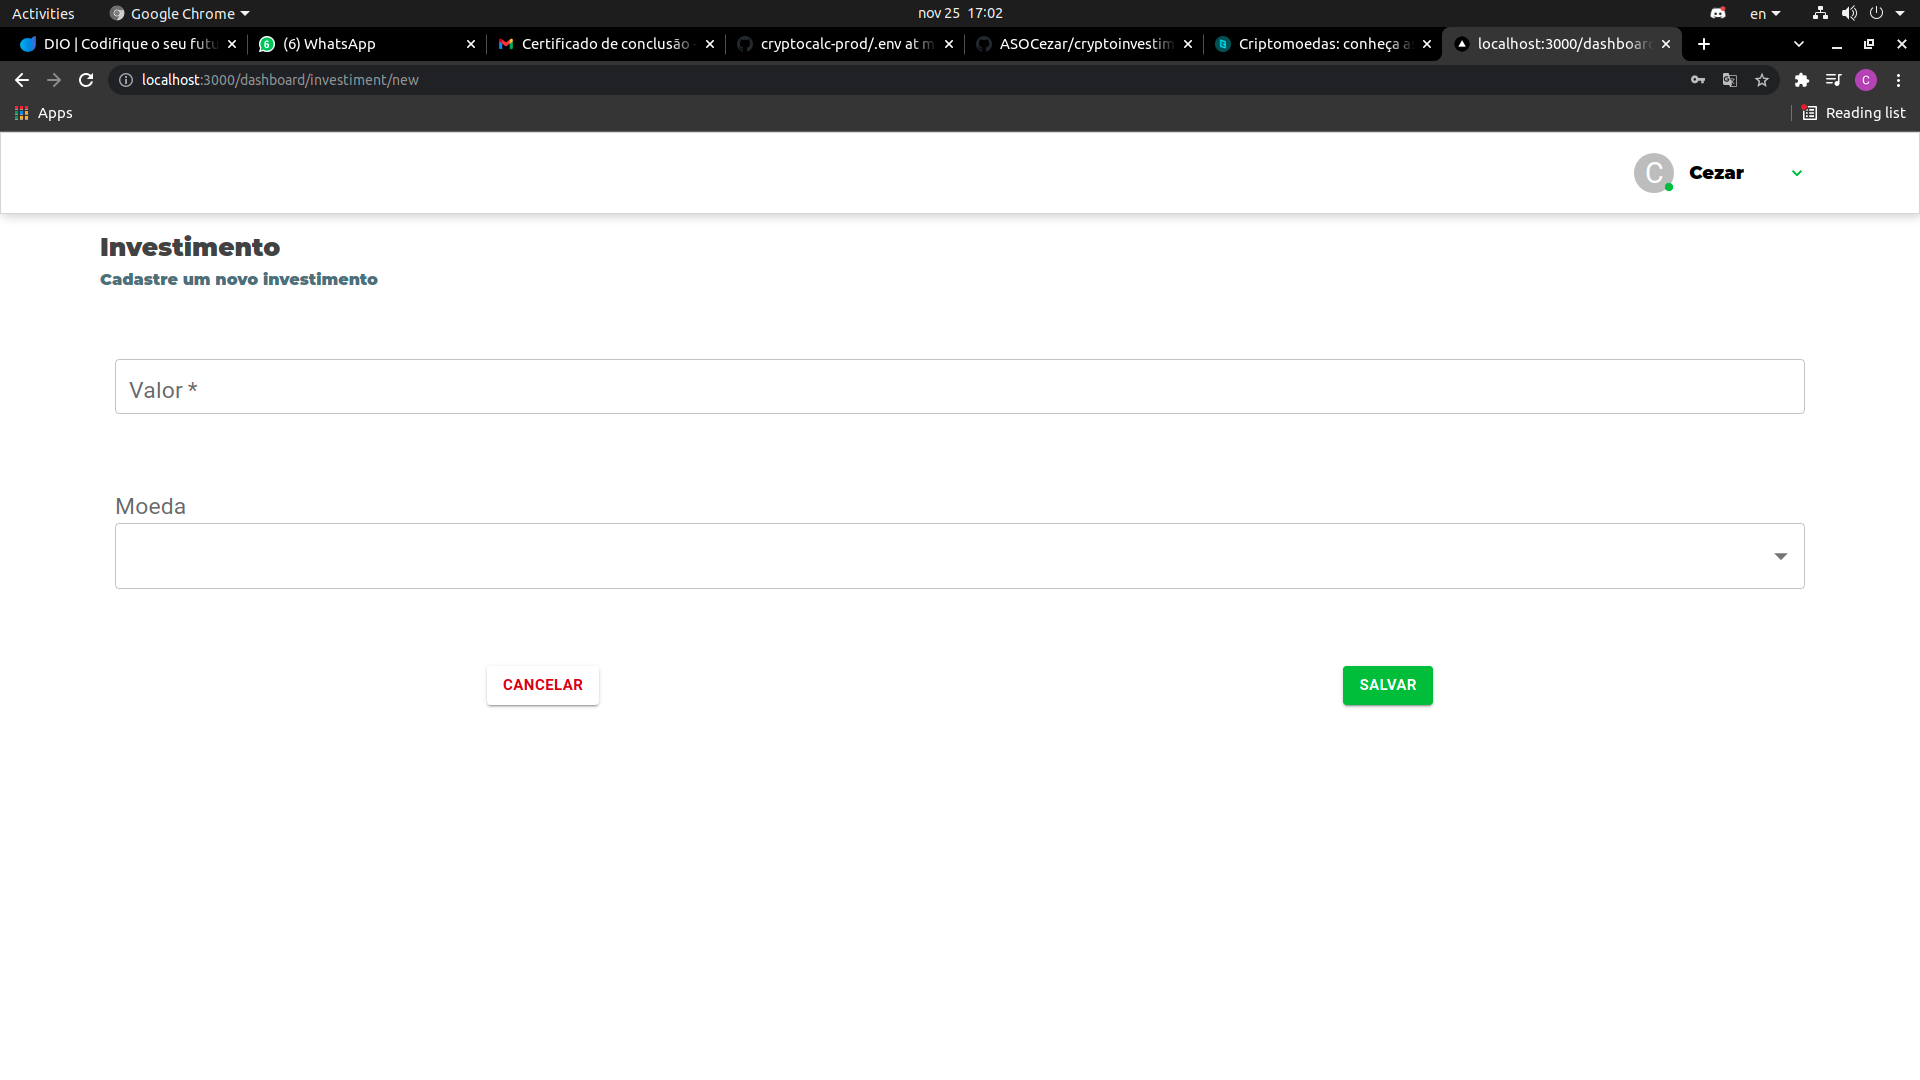 Activities
Google Chrome
nov 25 17:02
en
DIO | Codifique o seu futu
(6) WhatsApp
Certificado de conclusão
cryptocalc-prod/.env at m
ASOCezar/cryptoinvestim
Criptomoedas: conheça a
localhost:3000/dashboar
localhost:3000/dashboard/investiment/new
C
Apps
Reading list
C
Cezar
Investimento
Cadastre um novo investimento
Valor *
Moeda
CANCELAR
SALVAR